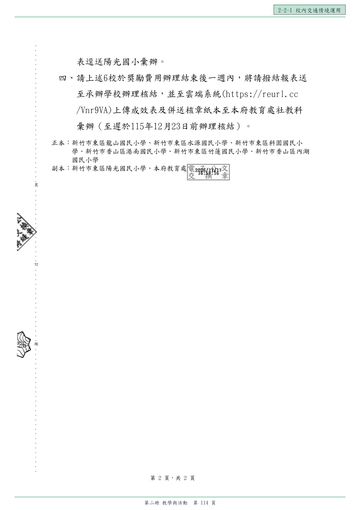 2-2-1 校內交通情境運用
表逕送陽光國小彙辦。
四、請上述6校於獎勵費用辦理結束後一週內，將請撥結報表送
至承辦學校辦理核結，並至雲端系統(https://reurl.cc
/Vnr9VA)上傳成效表及併送核章紙本至本府教育處社教科
彙辦（至遲於115年12月23日前辦理核結）。
正本：新竹市東區龍山國民小學、新竹市東區水源國民小學、新竹市東區科園國民小
學、新竹市香山區港南國民小學、新竹市東區竹蓮國民小學、新竹市香山區內湖
國民小學
副本：新竹市東區陽光國民小學、本府教育處
第 2 頁，共 2 頁
第二冊 教學與活動 第 114 頁